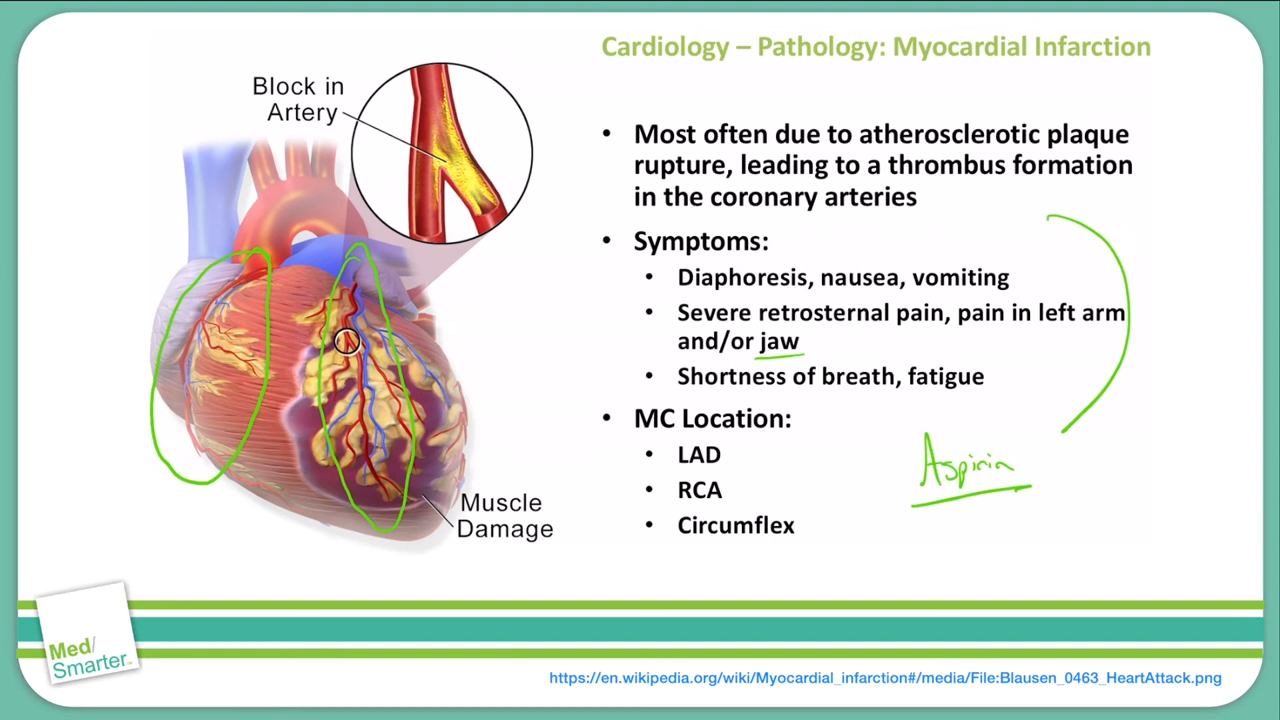 Cardiology – Pathology: Myocardial Infarction
Block in
Artery
• Most often due to atherosclerotic plaque
rupture, leading to a thrombus formation
in the coronary arteries
• Symptoms:
• Diaphoresis, nausea, vomiting
• Severe retrosternal pain, pain in left arm
and/or jaw
• Shortness of breath, fatigue
• MC Location:
• LAD
• RCA
• Circumflex
Aspirin
Muscle
Damage
Med/
Smarter™
https://en.wikipedia.org/wiki/Myocardial_infarction#/media/File:Blausen_0463_HeartAttack.png